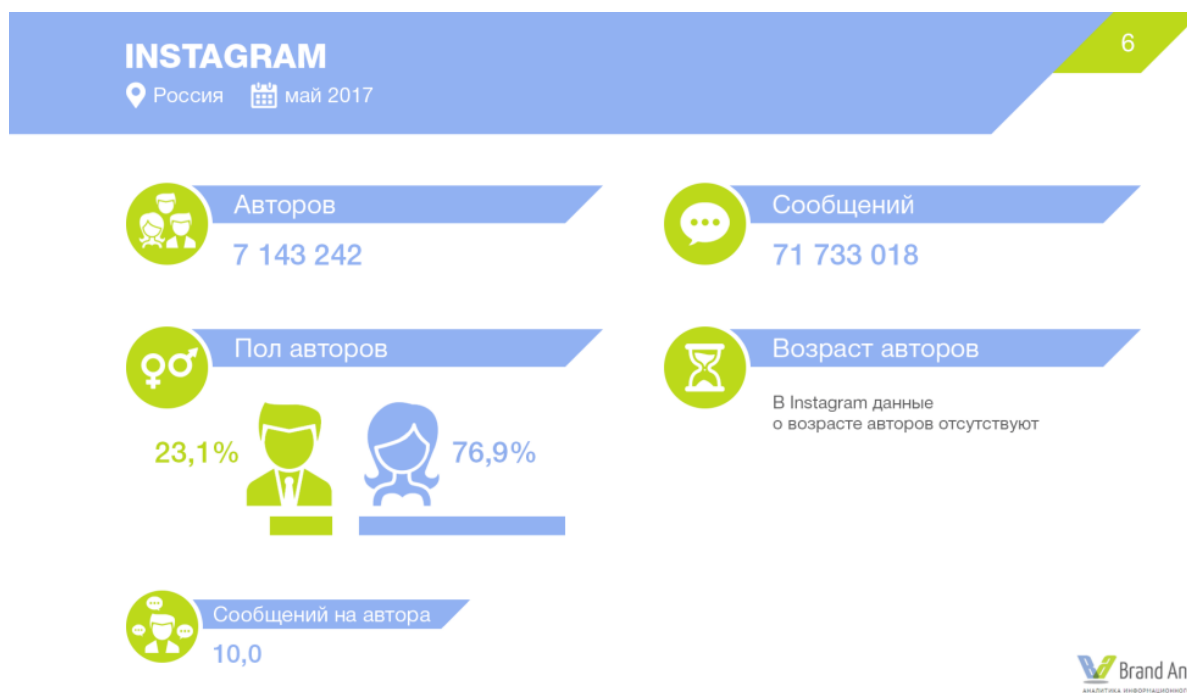 INSTAGRAM
6
Россия май 2017
Авторов
7 143 242
Сообщений
71 733 018
Пол авторов
23,1%
76,9%
Возраст авторов
В Instagram данные
о возрасте авторов отсутствуют
Сообщений на автора
10,0
Brand An